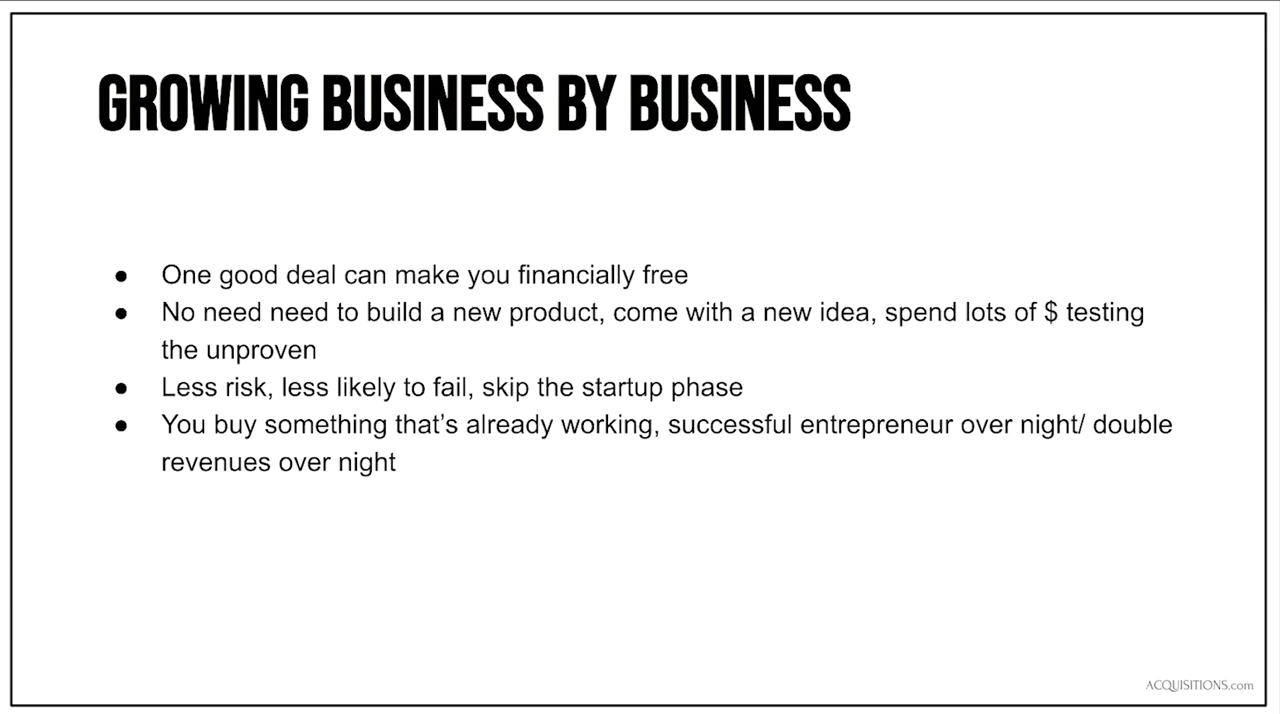 GROWING BUSINESS BY BUSINESS
● One good deal can make you financially free
● No need need to build a new product, come with a new idea, spend lots of $ testing
the unproven
● Less risk, less likely to fail, skip the startup phase
● You buy something that’s already working, successful entrepreneur over night/ double
revenues over night
ACQUISITIONS.com